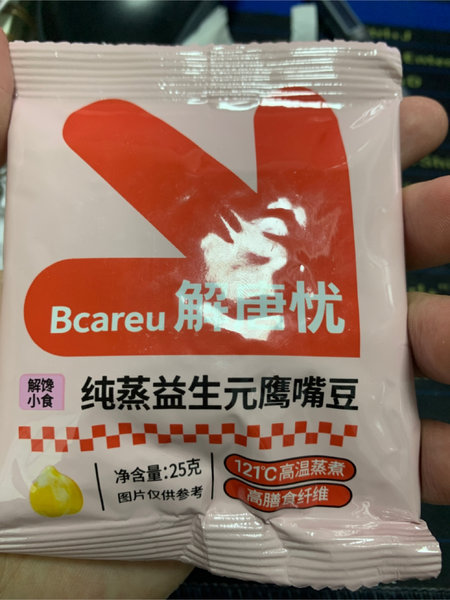 Bcareu 解康忧
解馋
小食
纯蒸益生元鹰嘴豆
净含量:25克
图片仅供参考
121℃高温蒸煮
高膳食纤维